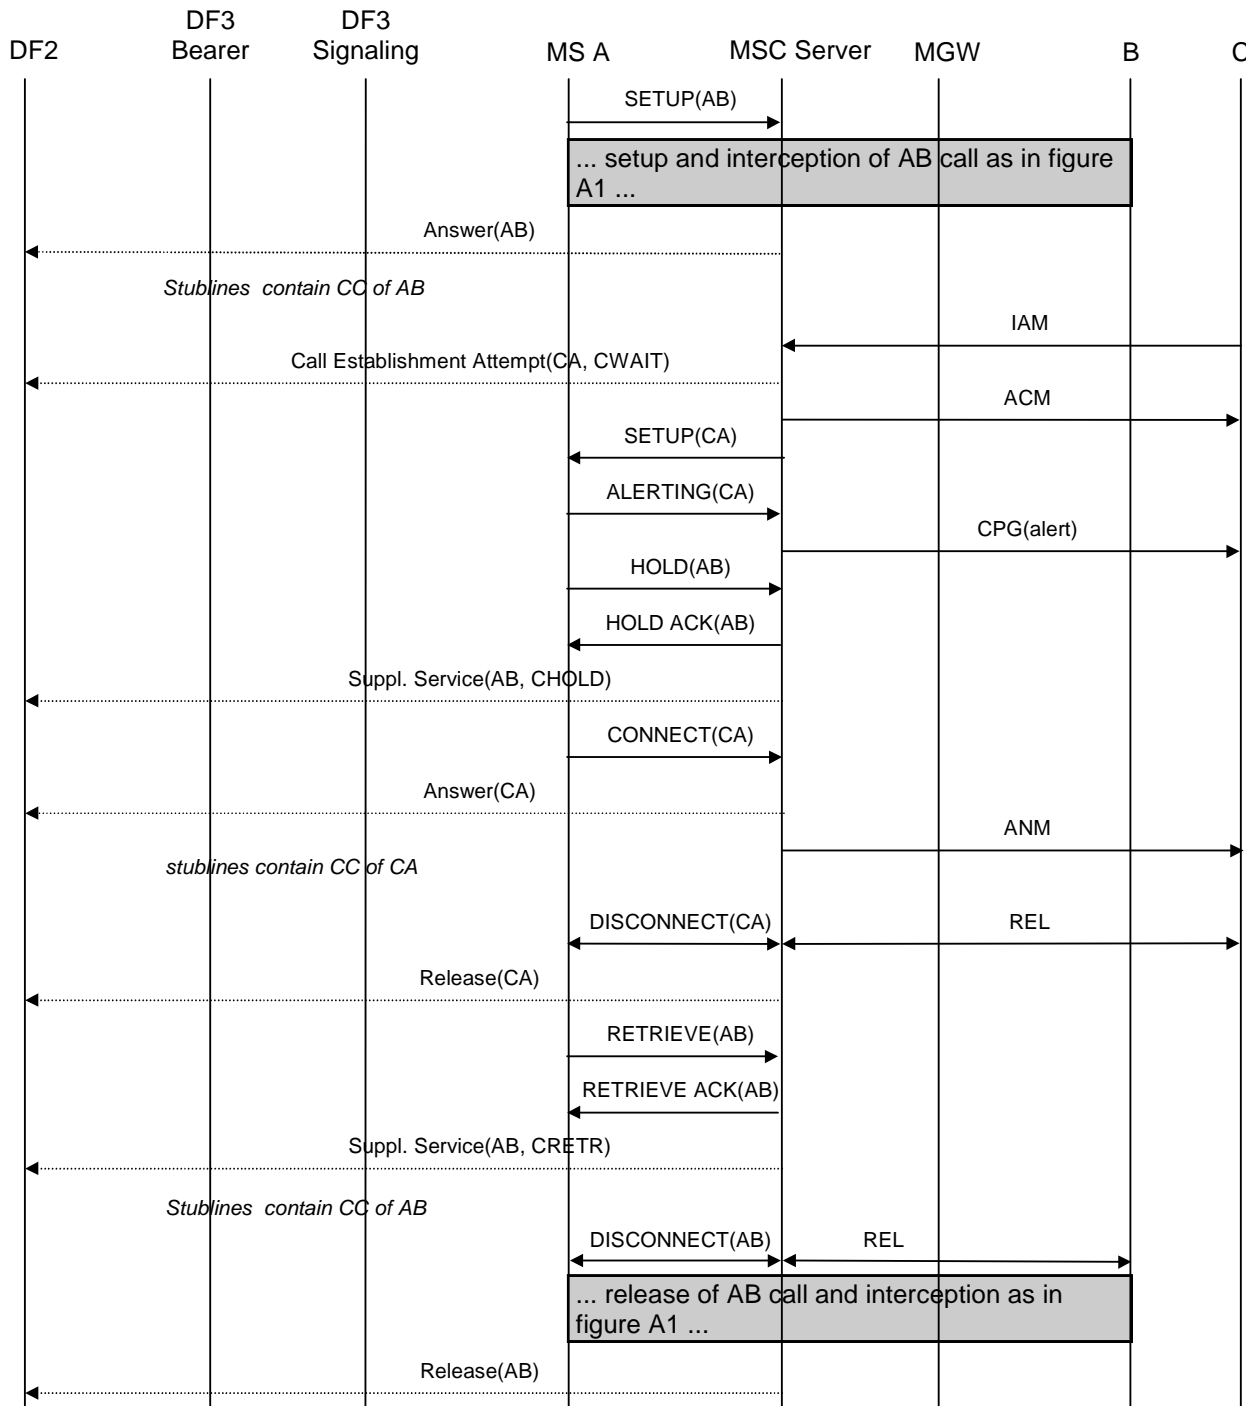 DF2
DF3
Bearer
DF3
Signaling
MS A
MSC Server
MGW
B
C
SETUP(AB)
... setup and interception of AB call as in figure
A1 ...
Answer(AB)
Stublines contain CC of AB
IAM
Call Establishment Attempt(CA, CWAIT)
ACM
SETUP(CA)
ALERTING(CA)
CPG(alert)
HOLD(AB)
HOLD ACK(AB)
Suppl. Service(AB, CHOLD)
CONNECT(CA)
Answer(CA)
ANM
stublines contain CC of CA
DISCONNECT(CA)
REL
Release(CA)
RETRIEVE(AB)
RETRIEVE ACK(AB)
Suppl. Service(AB, CRETR)
Stublines contain CC of AB
DISCONNECT(AB)
REL
... release of AB call and interception as in
figure A1 ...
Release(AB)